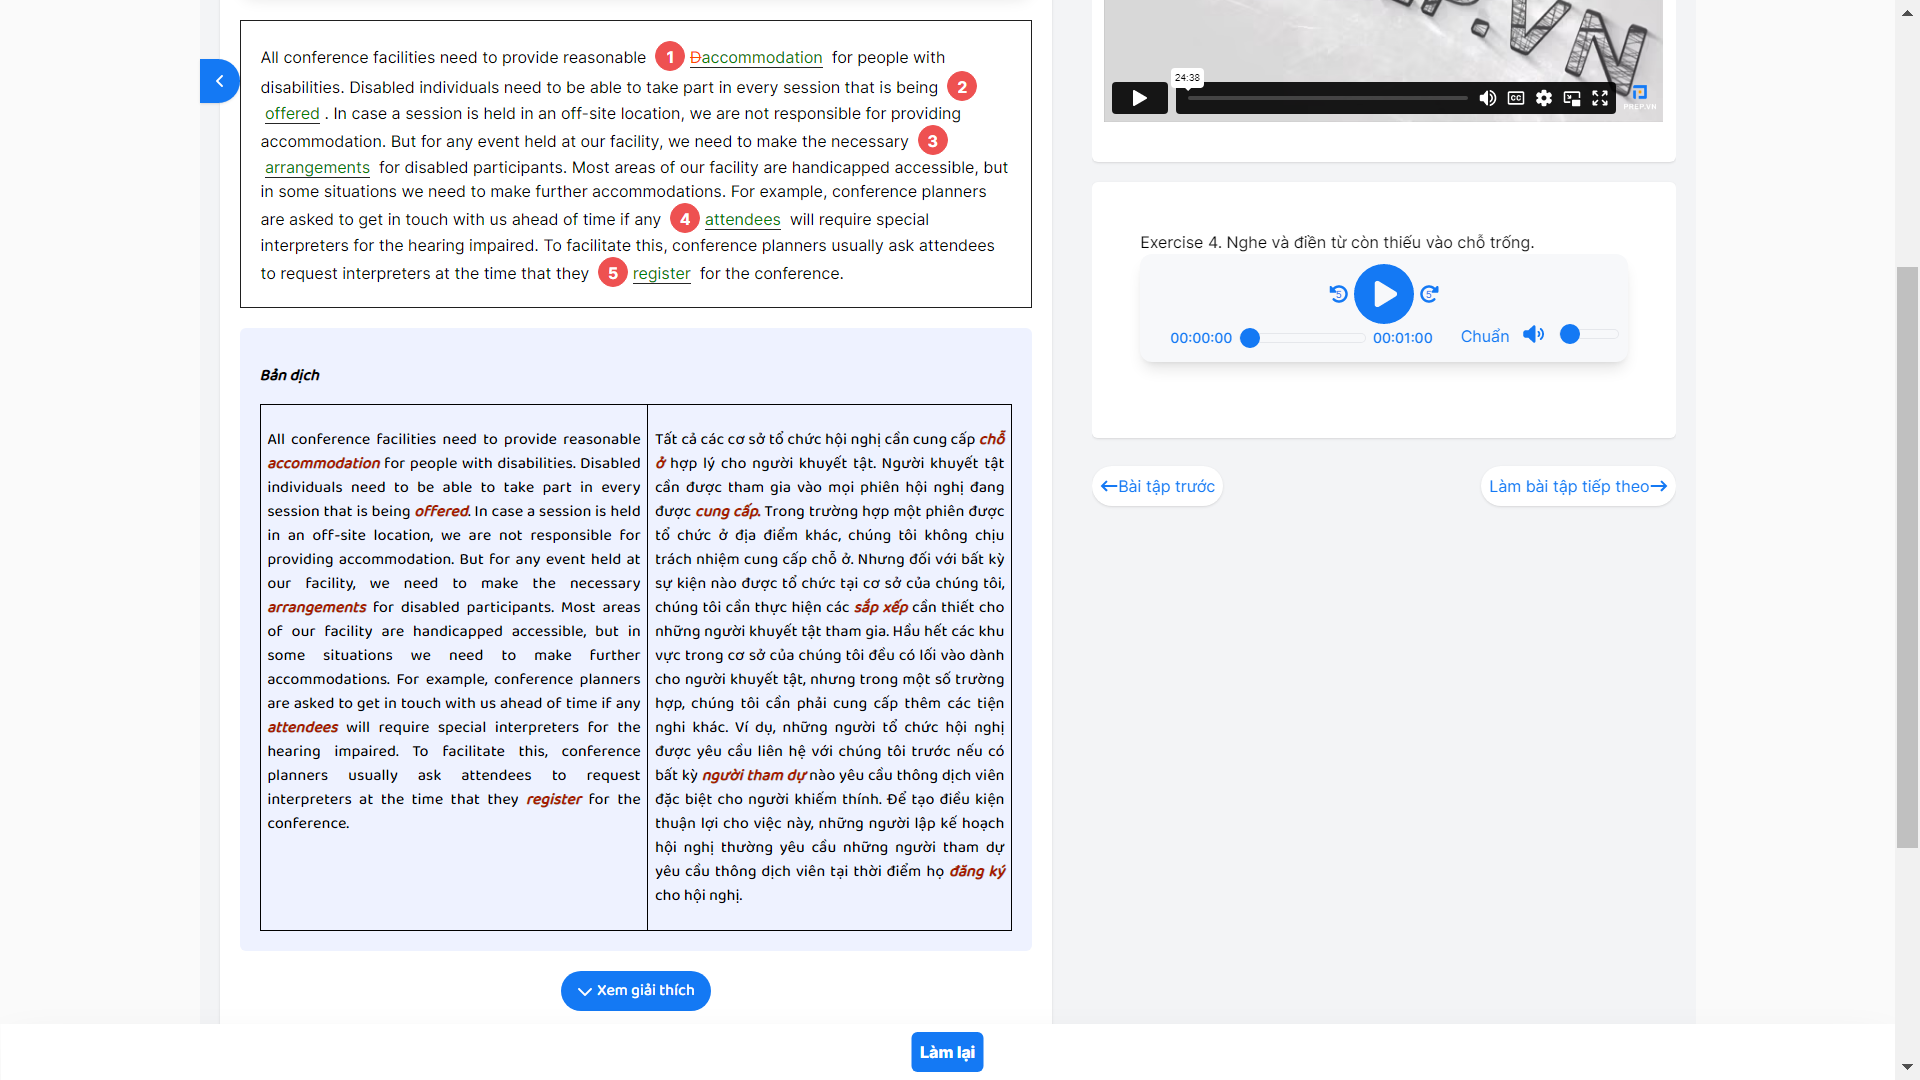 All conference facilities need to provide reasonable 1 Daccommodation for people with
disabilities. Disabled individuals need to be able to take part in every session that is being 2
offered . In case a session is held in an off-site location, we are not responsible for providing
accommodation. But for any event held at our facility, we need to make the necessary 3
arrangements for disabled participants. Most areas of our facility are handicapped accessible, but
in some situations we need to make further accommodations. For example, conference planners
are asked to get in touch with us ahead of time if any 4 attendees will require special
interpreters for the hearing impaired. To facilitate this, conference planners usually ask attendees
to request interpreters at the time that they 5 register for the conference.
Bản dịch
All conference facilities need to provide reasonable
accommodation for people with disabilities. Disabled
individuals need to be able to take part in every
session that is being offered. In case a session is held
in an off-site location, we are not responsible for
providing accommodation. But for any event held at
our facility, we need to make the necessary
arrangements for disabled participants. Most areas
of our facility are handicapped accessible, but in
some situations we need to make further
accommodations. For example, conference planners
are asked to get in touch with us ahead of time if any
attendees will require special interpreters for the
hearing impaired. To facilitate this, conference
planners usually ask attendees to request
interpreters at the time that they register for the
conference.
Tất cả các cơ sở tổ chức hội nghị cần cung cấp chỗ
ở hợp lý cho người khuyết tật. Người khuyết tật
cần được tham gia vào mọi phiên hội nghị đang
được cung cấp. Trong trường hợp một phiên được
tổ chức ở địa điểm khác, chúng tôi không chịu
trách nhiệm cung cấp chỗ ở. Nhưng đối với bất kỳ
sự kiện nào được tổ chức tại cơ sở của chúng tôi,
chúng tôi cần thực hiện các sắp xếp cần thiết cho
những người khuyết tật tham gia. Hầu hết các khu
vực trong cơ sở của chúng tôi đều có lối vào dành
cho người khuyết tật, nhưng trong một số trường
hợp, chúng tôi cần phải cung cấp thêm các tiện
nghi khác. Ví dụ, những người tổ chức hội nghị
được yêu cầu liên hệ với chúng tôi trước nếu có
bất kỳ người tham dự nào yêu cầu thông dịch viên
đặc biệt cho người khiếm thính. Để tạo điều kiện
thuận lợi cho việc này, những người lập kế hoạch
hội nghị thường yêu cầu những người tham dự
yêu cầu thông dịch viên tại thời điểm họ đăng ký
cho hội nghị.
Xem giải thích
Làm lại
P.VN
24:38
CC
PREP.VN
Exercise 4. Nghe và điền từ còn thiếu vào chỗ trống.
5 5
00:00:00 00:01:00 Chuẩn
Bài tập trước Làm bài tập tiếp theo